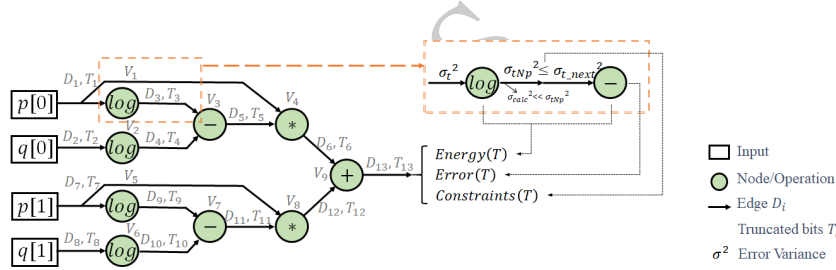 D₁, T₁
V₁
p[0]
log
D₃, T₃
V₃
V₄
D₂, T₂
V₂
D₄, T₄
−
D₅, T₅
*
q[0]
log
D₆, T₆
D₇, T₇
V₅
V₉
+
D₁₃, T₁₃
p[1]
log
D₉, T₉
V₇
V₈
D₁₂, T₁₂
D₈, T₈
V₆
D₁₀, T₁₀
−
D₁₁, T₁₁
*
q[1]
log
σₜ²
log
σₜNₚ² ≤ σₜ_ₙₑₓₜ²
σcalc² << σₜNₚ²
−
Energy(T)
Error(T)
Constraints(T)
Input
Node/Operation
Edge Dᵢ
Truncated bits T
σ² Error Variance